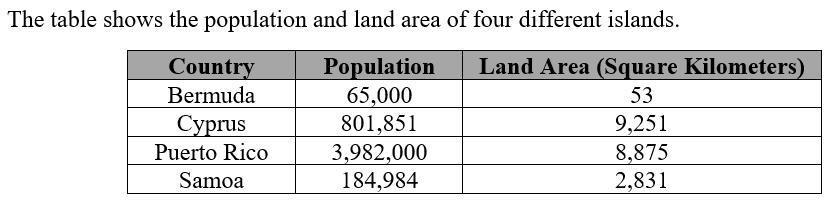 The table shows the population and land area of four different islands.
Country Population Land Area (Square Kilometers)
Bermuda 65,000 53
Cyprus 801,851 9,251
Puerto Rico 3,982,000 8,875
Samoa 184,984 2,831